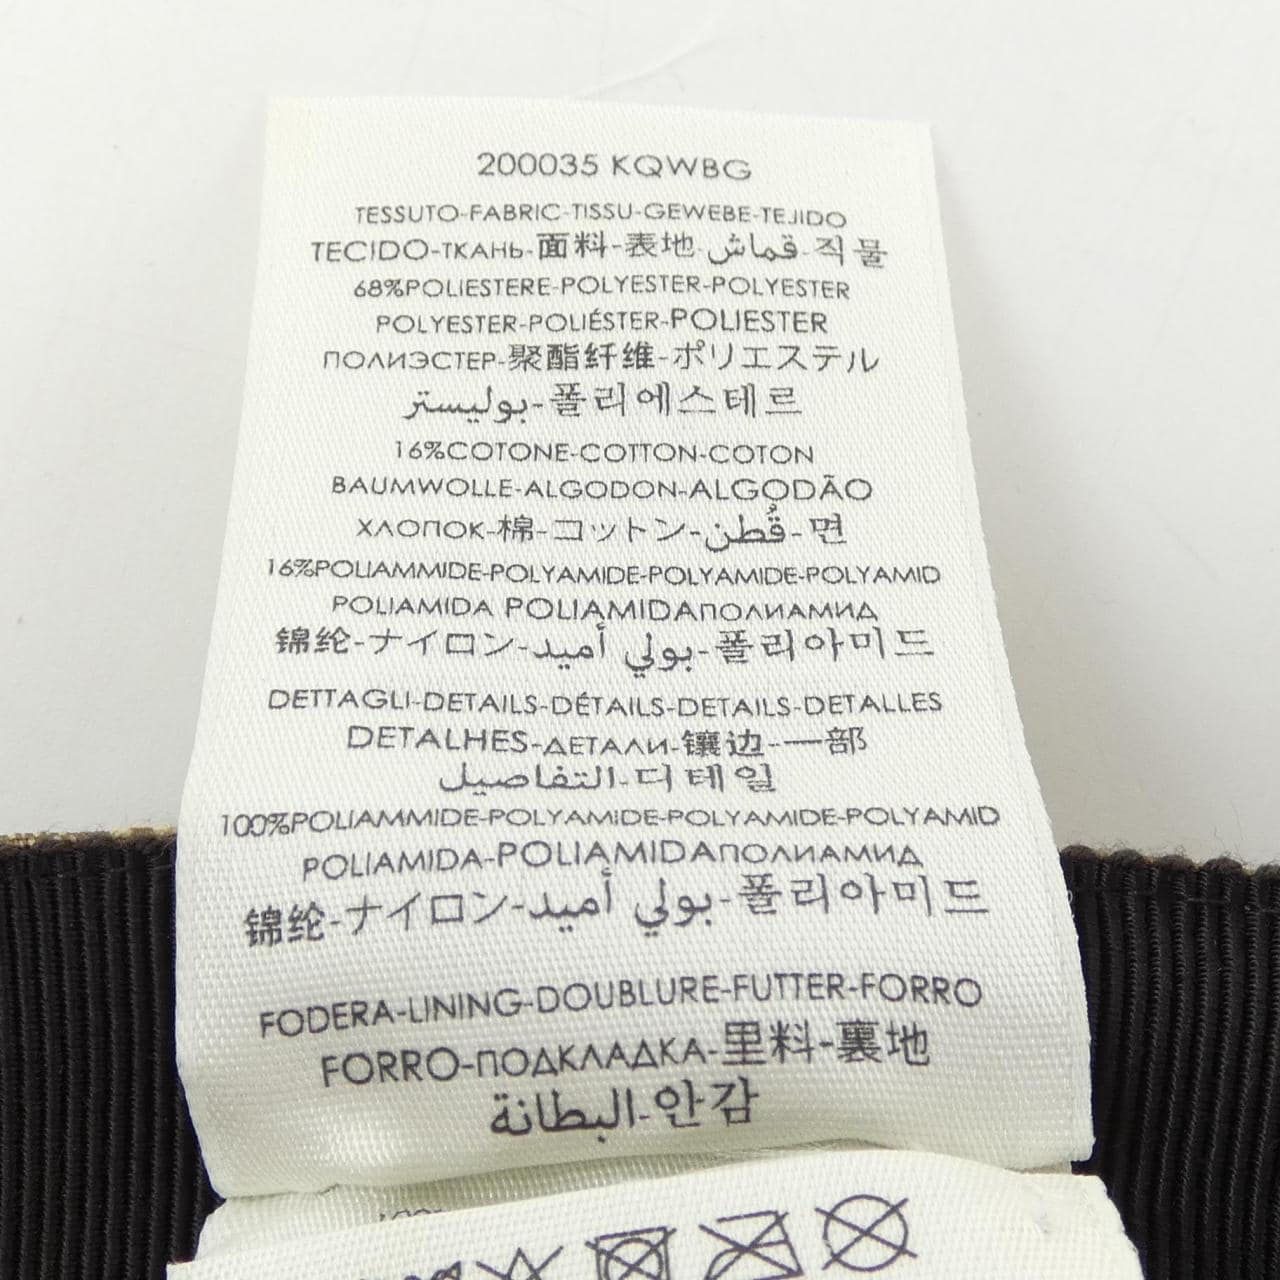 200035 KQWBG
TESSUTO-FABRIC-TISSU-GEWEBE-TEJIDO
TECIDO-ТКАНЬ-面料-表地-قماش-직물
68%POLIESTERE-POLYESTER-POLYESTER
POLYESTER-POLIÉSTER-POLIESTER
ПОЛИЭСТЕР-聚酯纤维-ポリエステル
بوليستر-폴리에스테르
16%COTONE-COTTON-COTON
BAUMWOLLE-ALGODON-ALGODÃO
ХЛОПОК-棉-コットン-قُطن-면
16%POLIAMMIDE-POLYAMIDE-POLYAMIDE-POLYAMID
POLIAMIDA POLIAMIDAПОЛИАМИД
锦纶-ナイロン-بولي أميد-폴리아미드
DETTAGLI-DETAILS-DÉTAILS-DETAILS-DETALLES
DETALHES-ДЕТАЛИ-镶边-一部
التفاصيل-디테일
100%POLIAMMIDE-POLYAMIDE-POLYAMIDE-POLYAMID
POLIAMIDA-POLIAMIDAПОЛИАМИД
锦纶-ナイロン-بولي أميد-폴리아미드
FODERA-LINING-DOUBLURE-FUTTER-FORRO
FORRO-ПОДКЛАДКА-里料-裏地
البطانة-안감